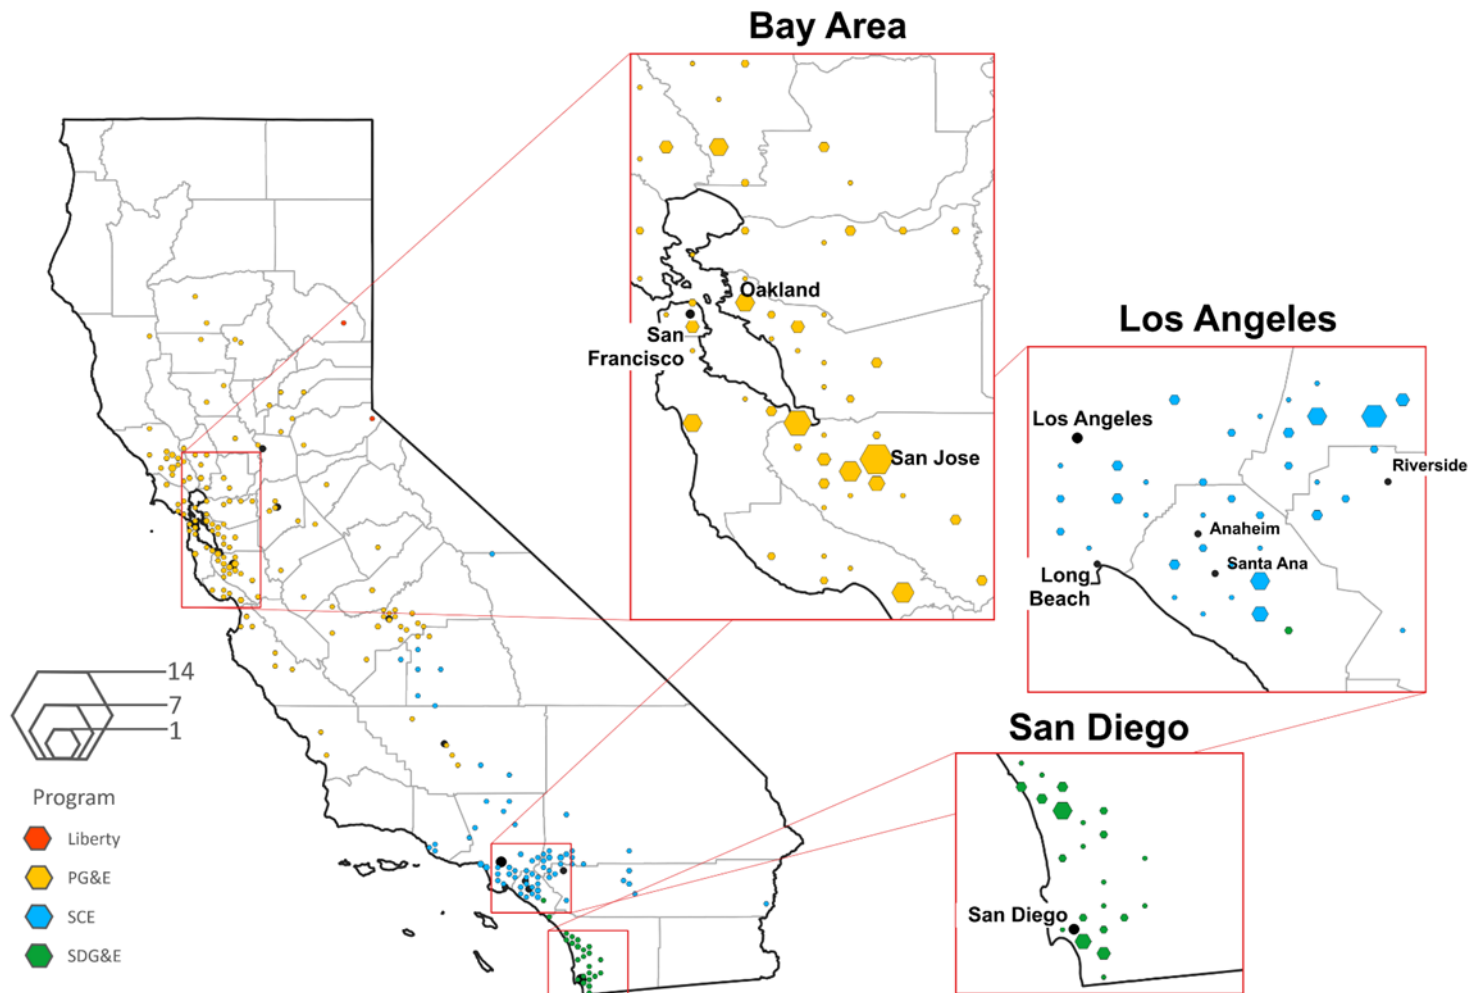 Bay Area
Oakland
San
Francisco
San Jose
Los Angeles
Los Angeles
Riverside
Anaheim
Santa Ana
Long
Beach
14
7
1
San Diego
San Diego
Program
Liberty
PG&E
SCE
SDG&E